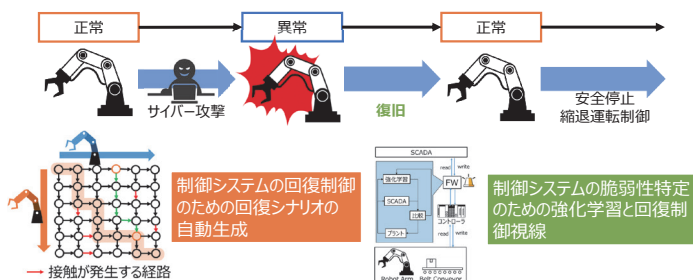 正常
異常
正常
サイバー攻撃
復旧
安全停止
縮退運転制御
制御システムの回復制御
のための回復シナリオの
自動生成
接触が発生する経路
SCADA
read
write
強化学習
FW
SCADA
比較
コントローラ
プラント
read
write
Robot Arm
Belt Conveyor
制御システムの脆弱性特定
のための強化学習と回復制
御視線